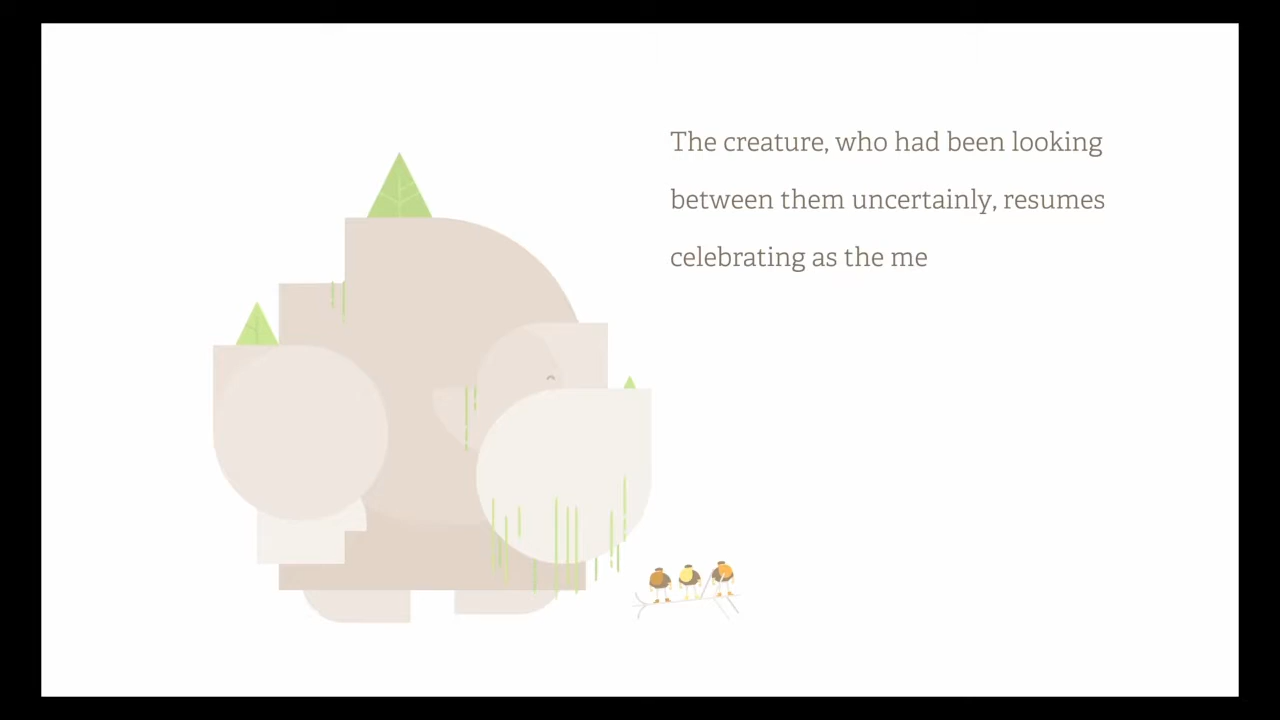 The creature, who had been looking
between them uncertainly, resumes
celebrating as the me